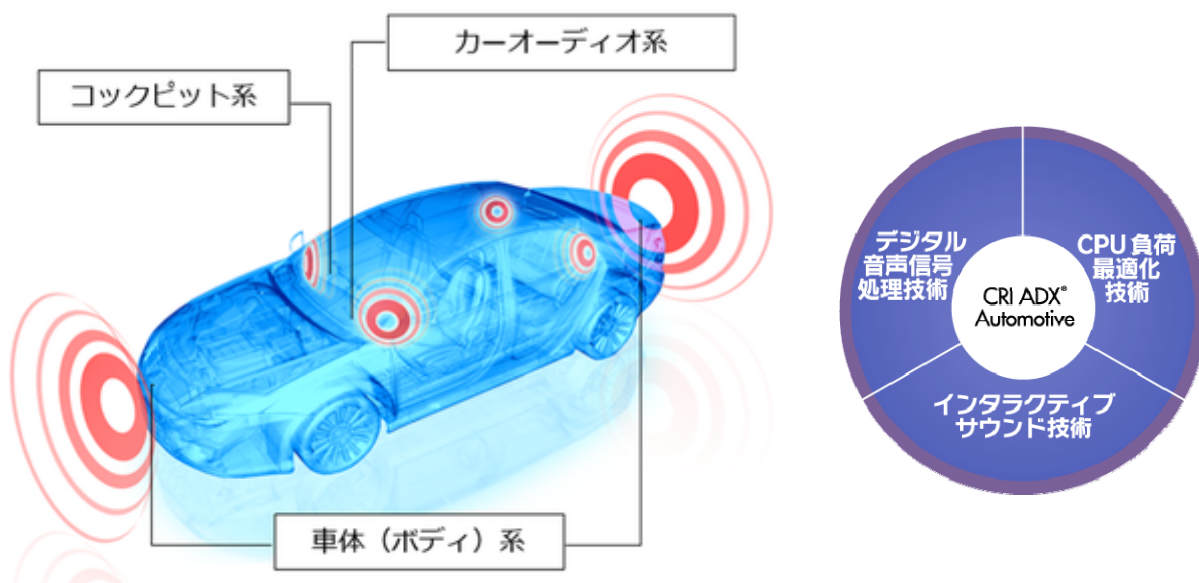 カーオーディオ系
コックピット系
車体（ボディ）系
デジタル
音声信号
処理技術
CPU 負荷
最適化
技術
CRI ADX®
Automotive
インタラクティブ
サウンド技術